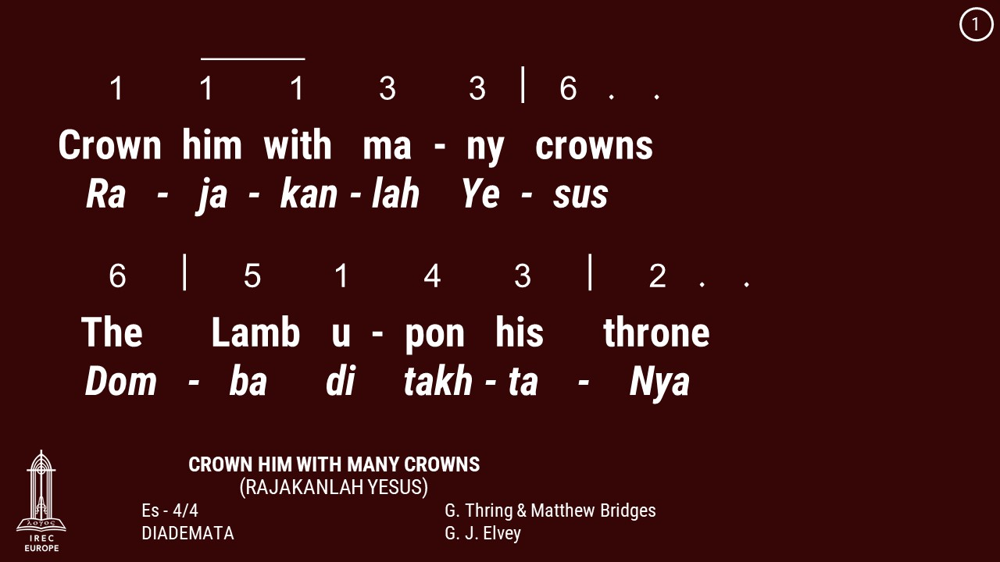 1
1 1 1 3 3 | 6 . .
Crown him with ma - ny crowns
Ra - ja - kan - lah Ye - sus
6 | 5 1 4 3 | 2 . .
The Lamb u - pon his throne
Dom - ba di takh - ta - Nya
CROWN HIM WITH MANY CROWNS
(RAJAKANLAH YESUS)
Es - 4/4 G. Thring & Matthew Bridges
DIADEMATA G. J. Elvey
λογος
IREC
EUROPE